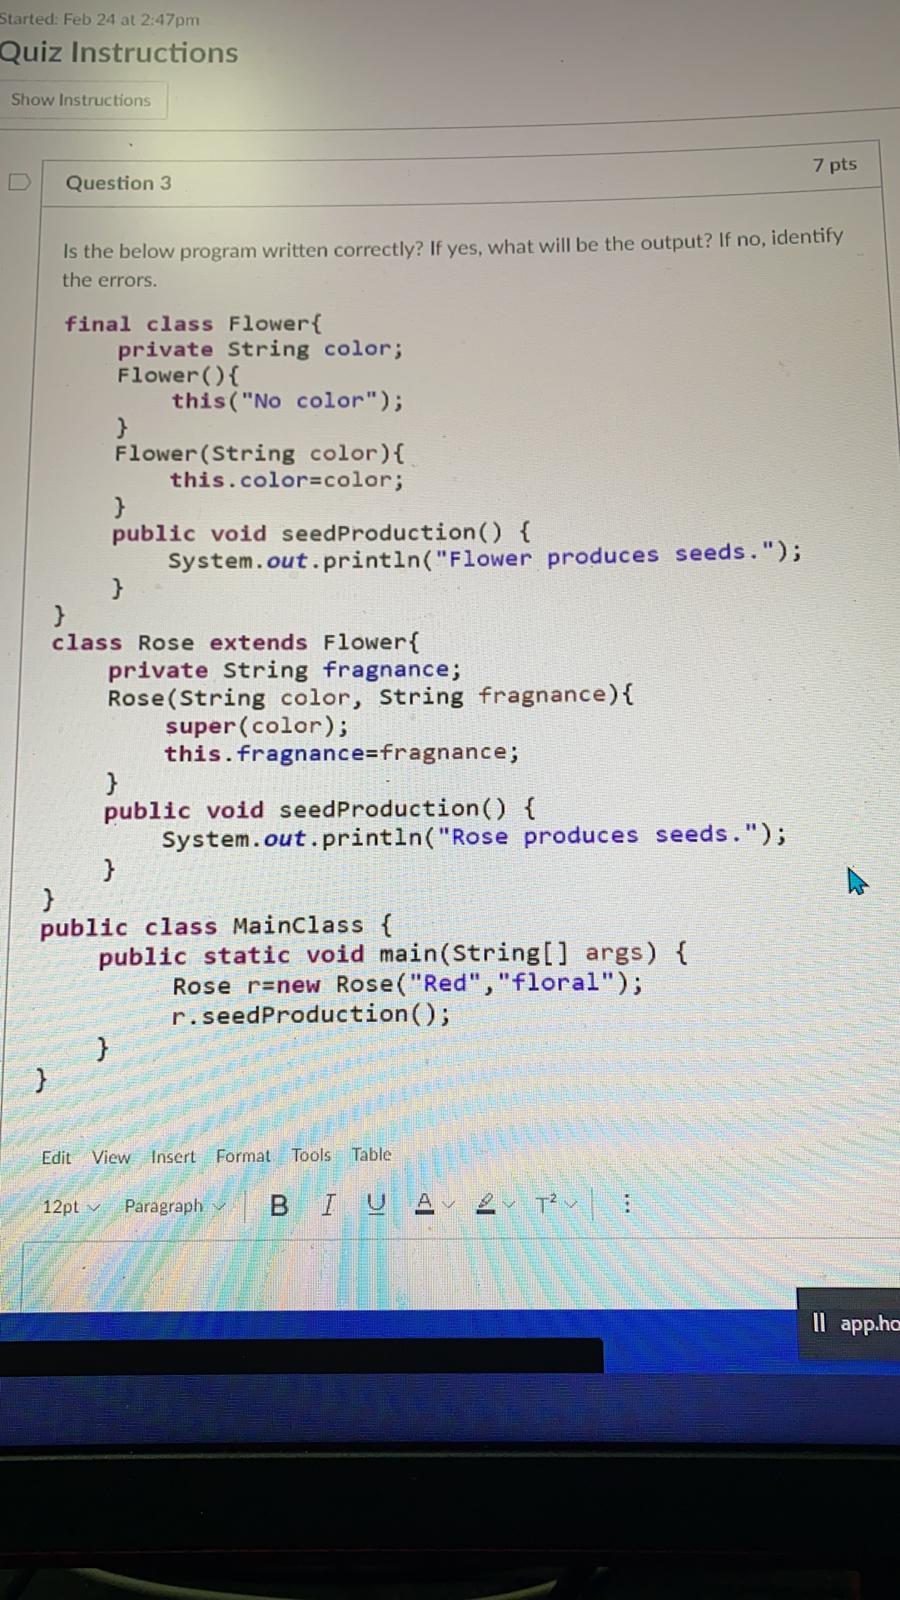 Started: Feb 24 at 2:47pm
Quiz Instructions
Show Instructions
Question 3
7 pts
Is the below program written correctly? If yes, what will be the output? If no, identify
the errors.
final class Flower{
private String color;
Flower(){
this("No color");
}
Flower(String color){
this.color=color;
}
public void seedProduction() {
System.out.println("Flower produces seeds.");
}
}
class Rose extends Flower{
private String fragnance;
Rose(String color, String fragnance){
super(color);
this.fragnance=fragnance;
}
public void seedProduction() {
System.out.println("Rose produces seeds.");
}
}
public class MainClass {
public static void main(String[] args) {
Rose r=new Rose("Red","floral");
r.seedProduction();
}
}
Edit View Insert Format Tools Table
12pt Paragraph B I U A T²
app.ho